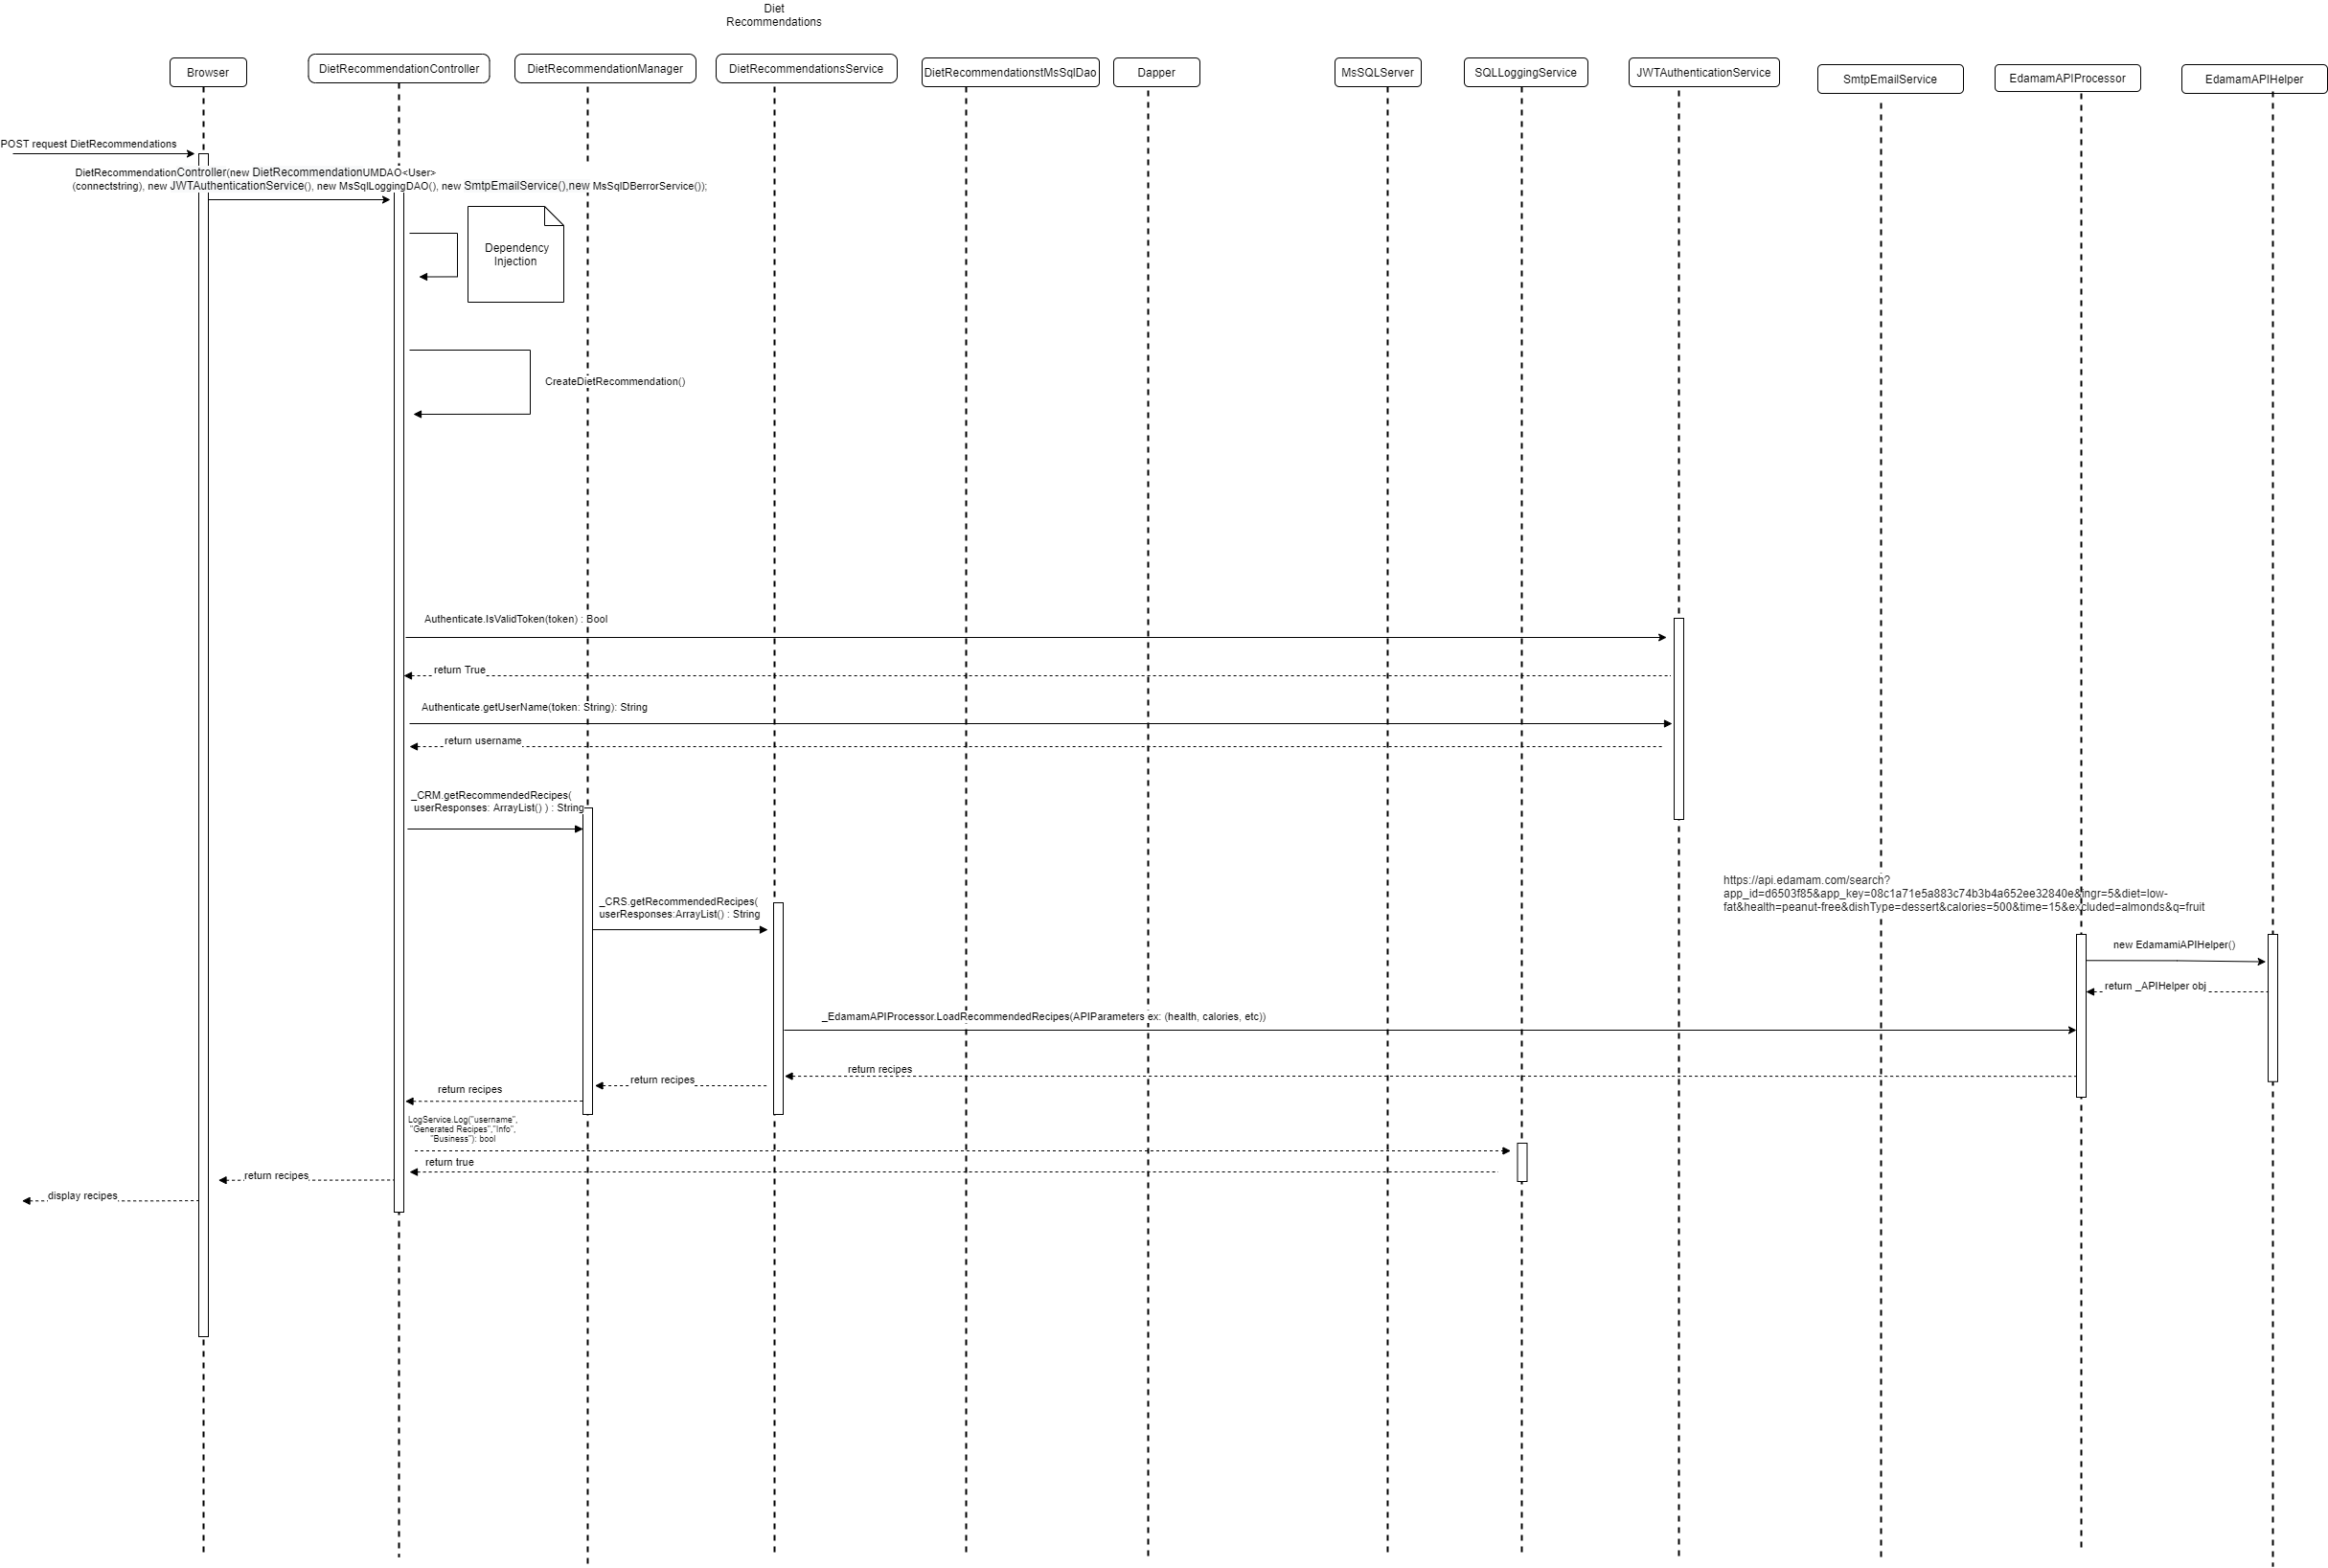 Diet
Recommendations
Browser
DietRecommendationController
DietRecommendationManager
DietRecommendationsService
DietRecommendationstMsSqlDao
Dapper
MsSQLServer
SQLLoggingService
JWTAuthenticationService
SmtpEmailService
EdamamAPIProcessor
EdamamAPIHelper
POST request DietRecommendations
DietRecommendationController(new DietRecommendationUMDAO<User>
(connectstring), new JWTAuthenticationService(), new MsSqlLoggingDAO(), new SmtpEmailService(),new MsSqlDBerrorService());
Dependency
Injection
CreateDietRecommendation()
Authenticate.IsValidToken(token) : Bool
return True
Authenticate.getUserName(token: String): String
return username
_CRM.getRecommendedRecipes(
userResponses: ArrayList() ) : String
https://api.edamam.com/search?
app_id=d6503f85&app_key=08c1a71e5a883c74b3b4a652ee32840e&ingr=5&diet=low-
fat&health=peanut-free&dishType=dessert&calories=500&time=15&excluded=almonds&q=fruit
_CRS.getRecommendedRecipes(
userResponses:ArrayList() : String
new EdamamiAPIHelper()
return _APIHelper obj
_EdamamAPIProcessor.LoadRecommendedRecipes(APIParameters ex: (health, calories, etc))
return recipes
return recipes
return recipes
LogService.Log("username",
"Generated Recipes","Info",
"Business"): bool
return true
return recipes
display recipes